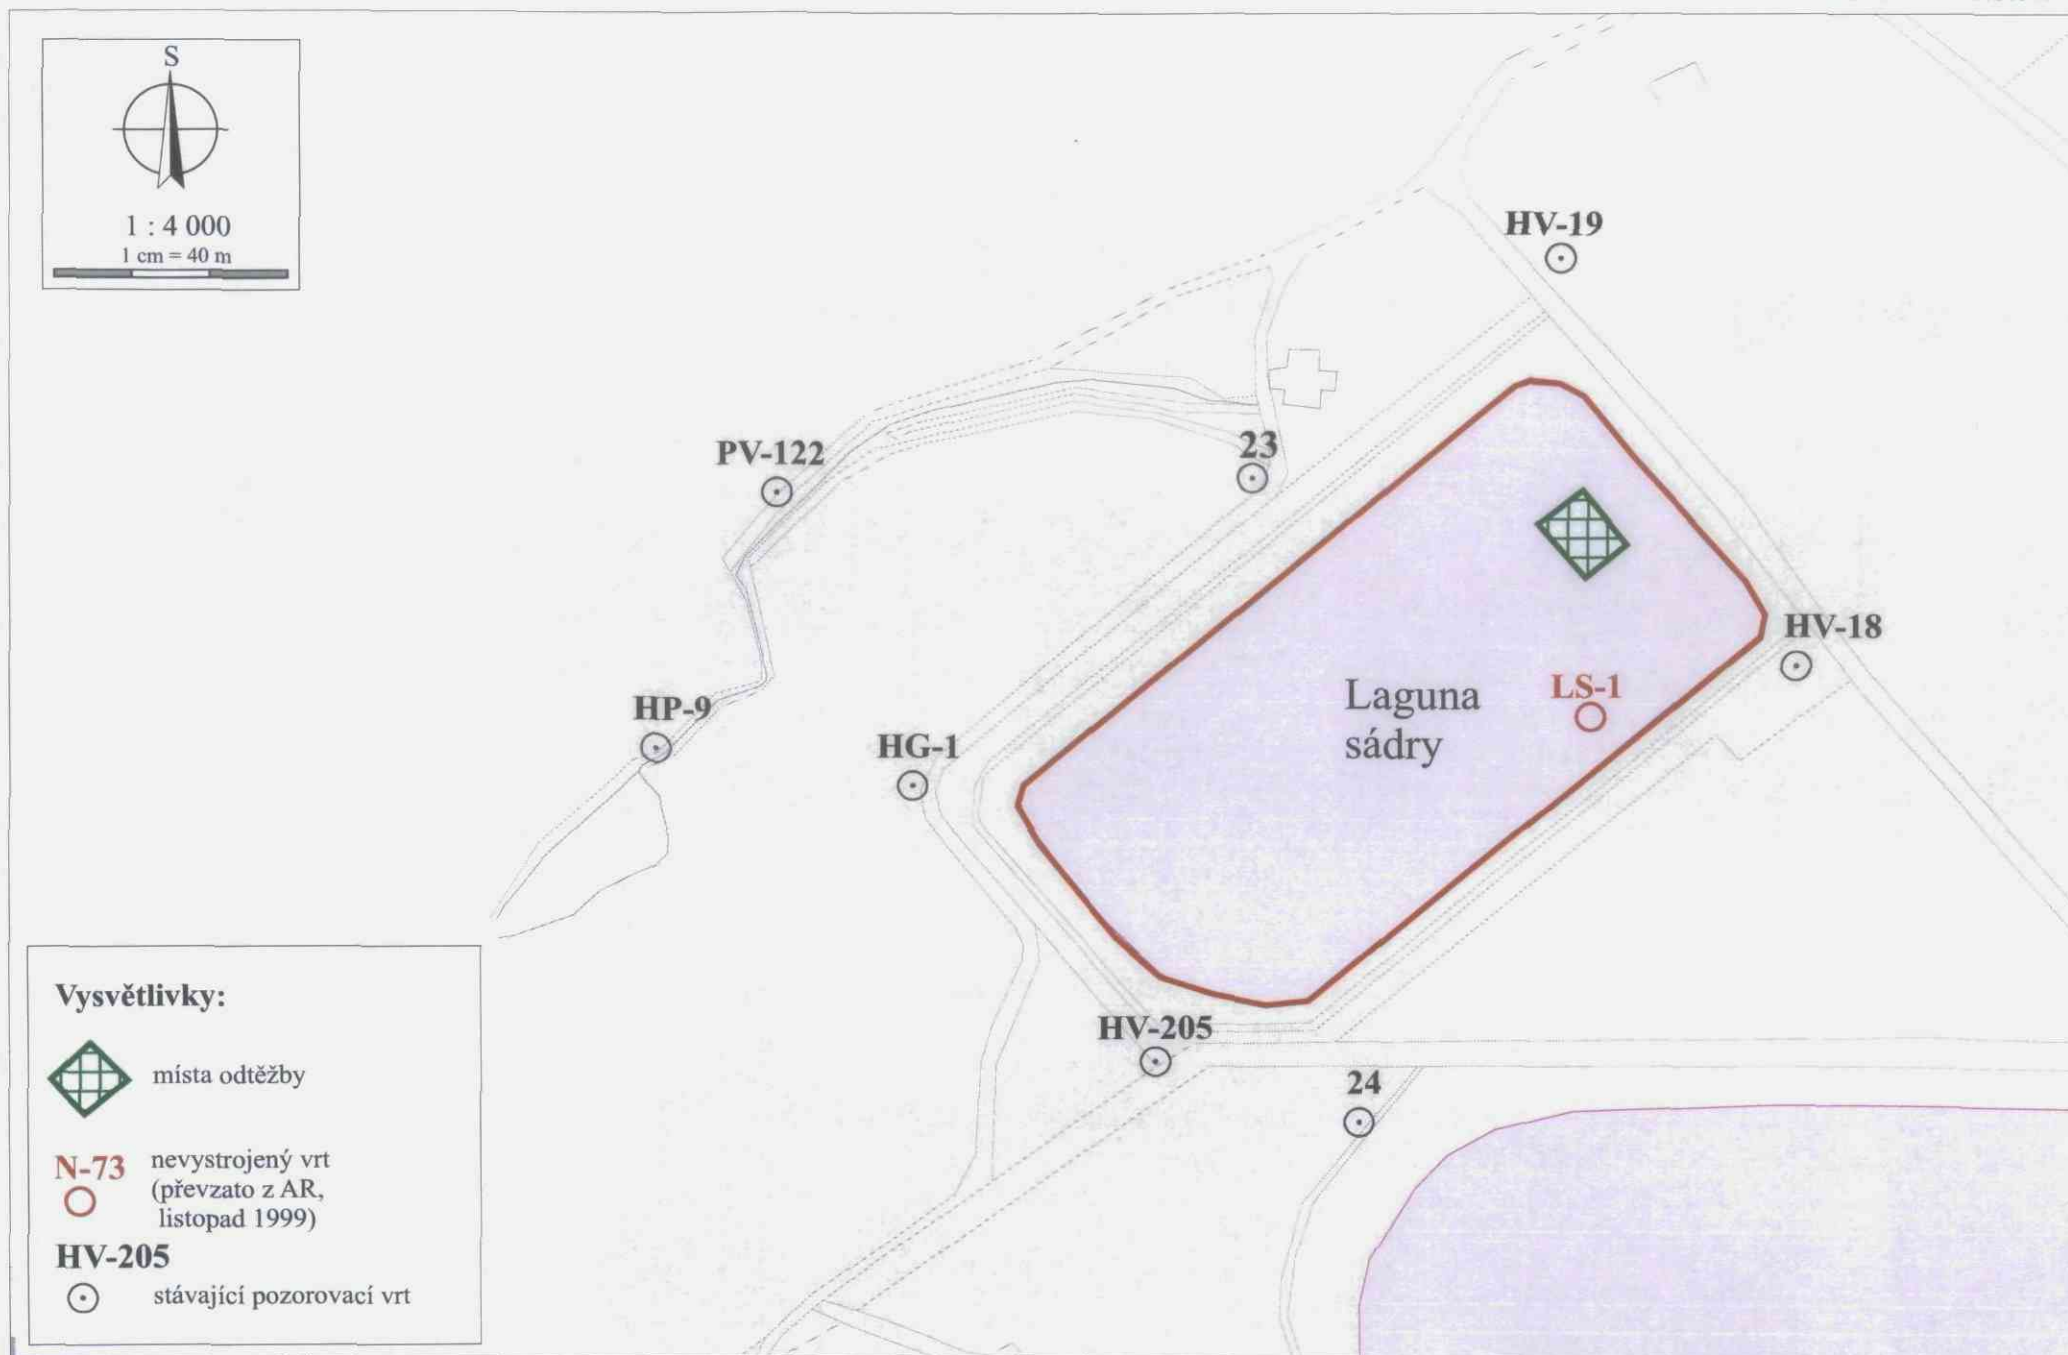 S
1 : 4 000
1 cm = 40 m
HV-19
PV-122
23
HV-18
LS-1
Laguna
sádry
HP-9
HG-1
HV-205
24
Vysvětlivky:
místa odtěžby
N-73
nevystrojený vrt
(převzato z AR,
listopad 1999)
HV-205
stávající pozorovací vrt